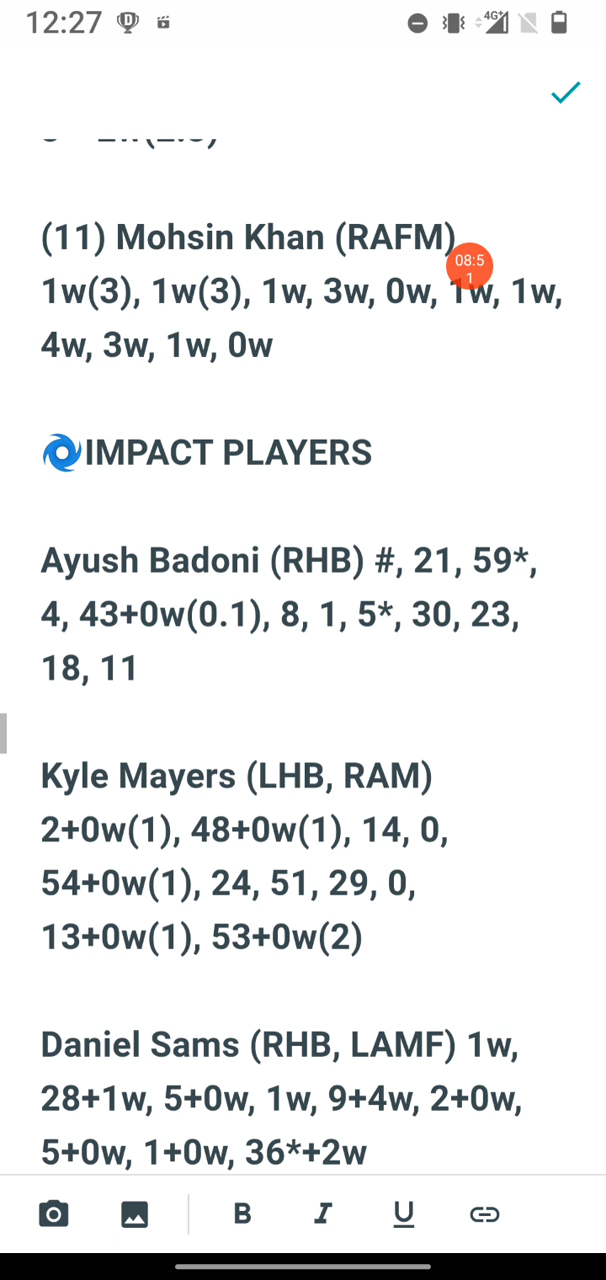 12:27
4G+
(11) Mohsin Khan (RAFM)
08:5
1
1w(3), 1w(3), 1w, 3w, 0w, 1w, 1w,
4w, 3w, 1w, 0w
IMPACT PLAYERS
Ayush Badoni (RHB) #, 21, 59*,
4, 43+0w(0.1), 8, 1, 5*, 30, 23,
18, 11
Kyle Mayers (LHB, RAM)
2+0w(1), 48+0w(1), 14, 0,
54+0w(1), 24, 51, 29, 0,
13+0w(1), 53+0w(2)
Daniel Sams (RHB, LAMF) 1w,
28+1w, 5+0w, 1w, 9+4w, 2+0w,
5+0w, 1+0w, 36*+2w
B I U